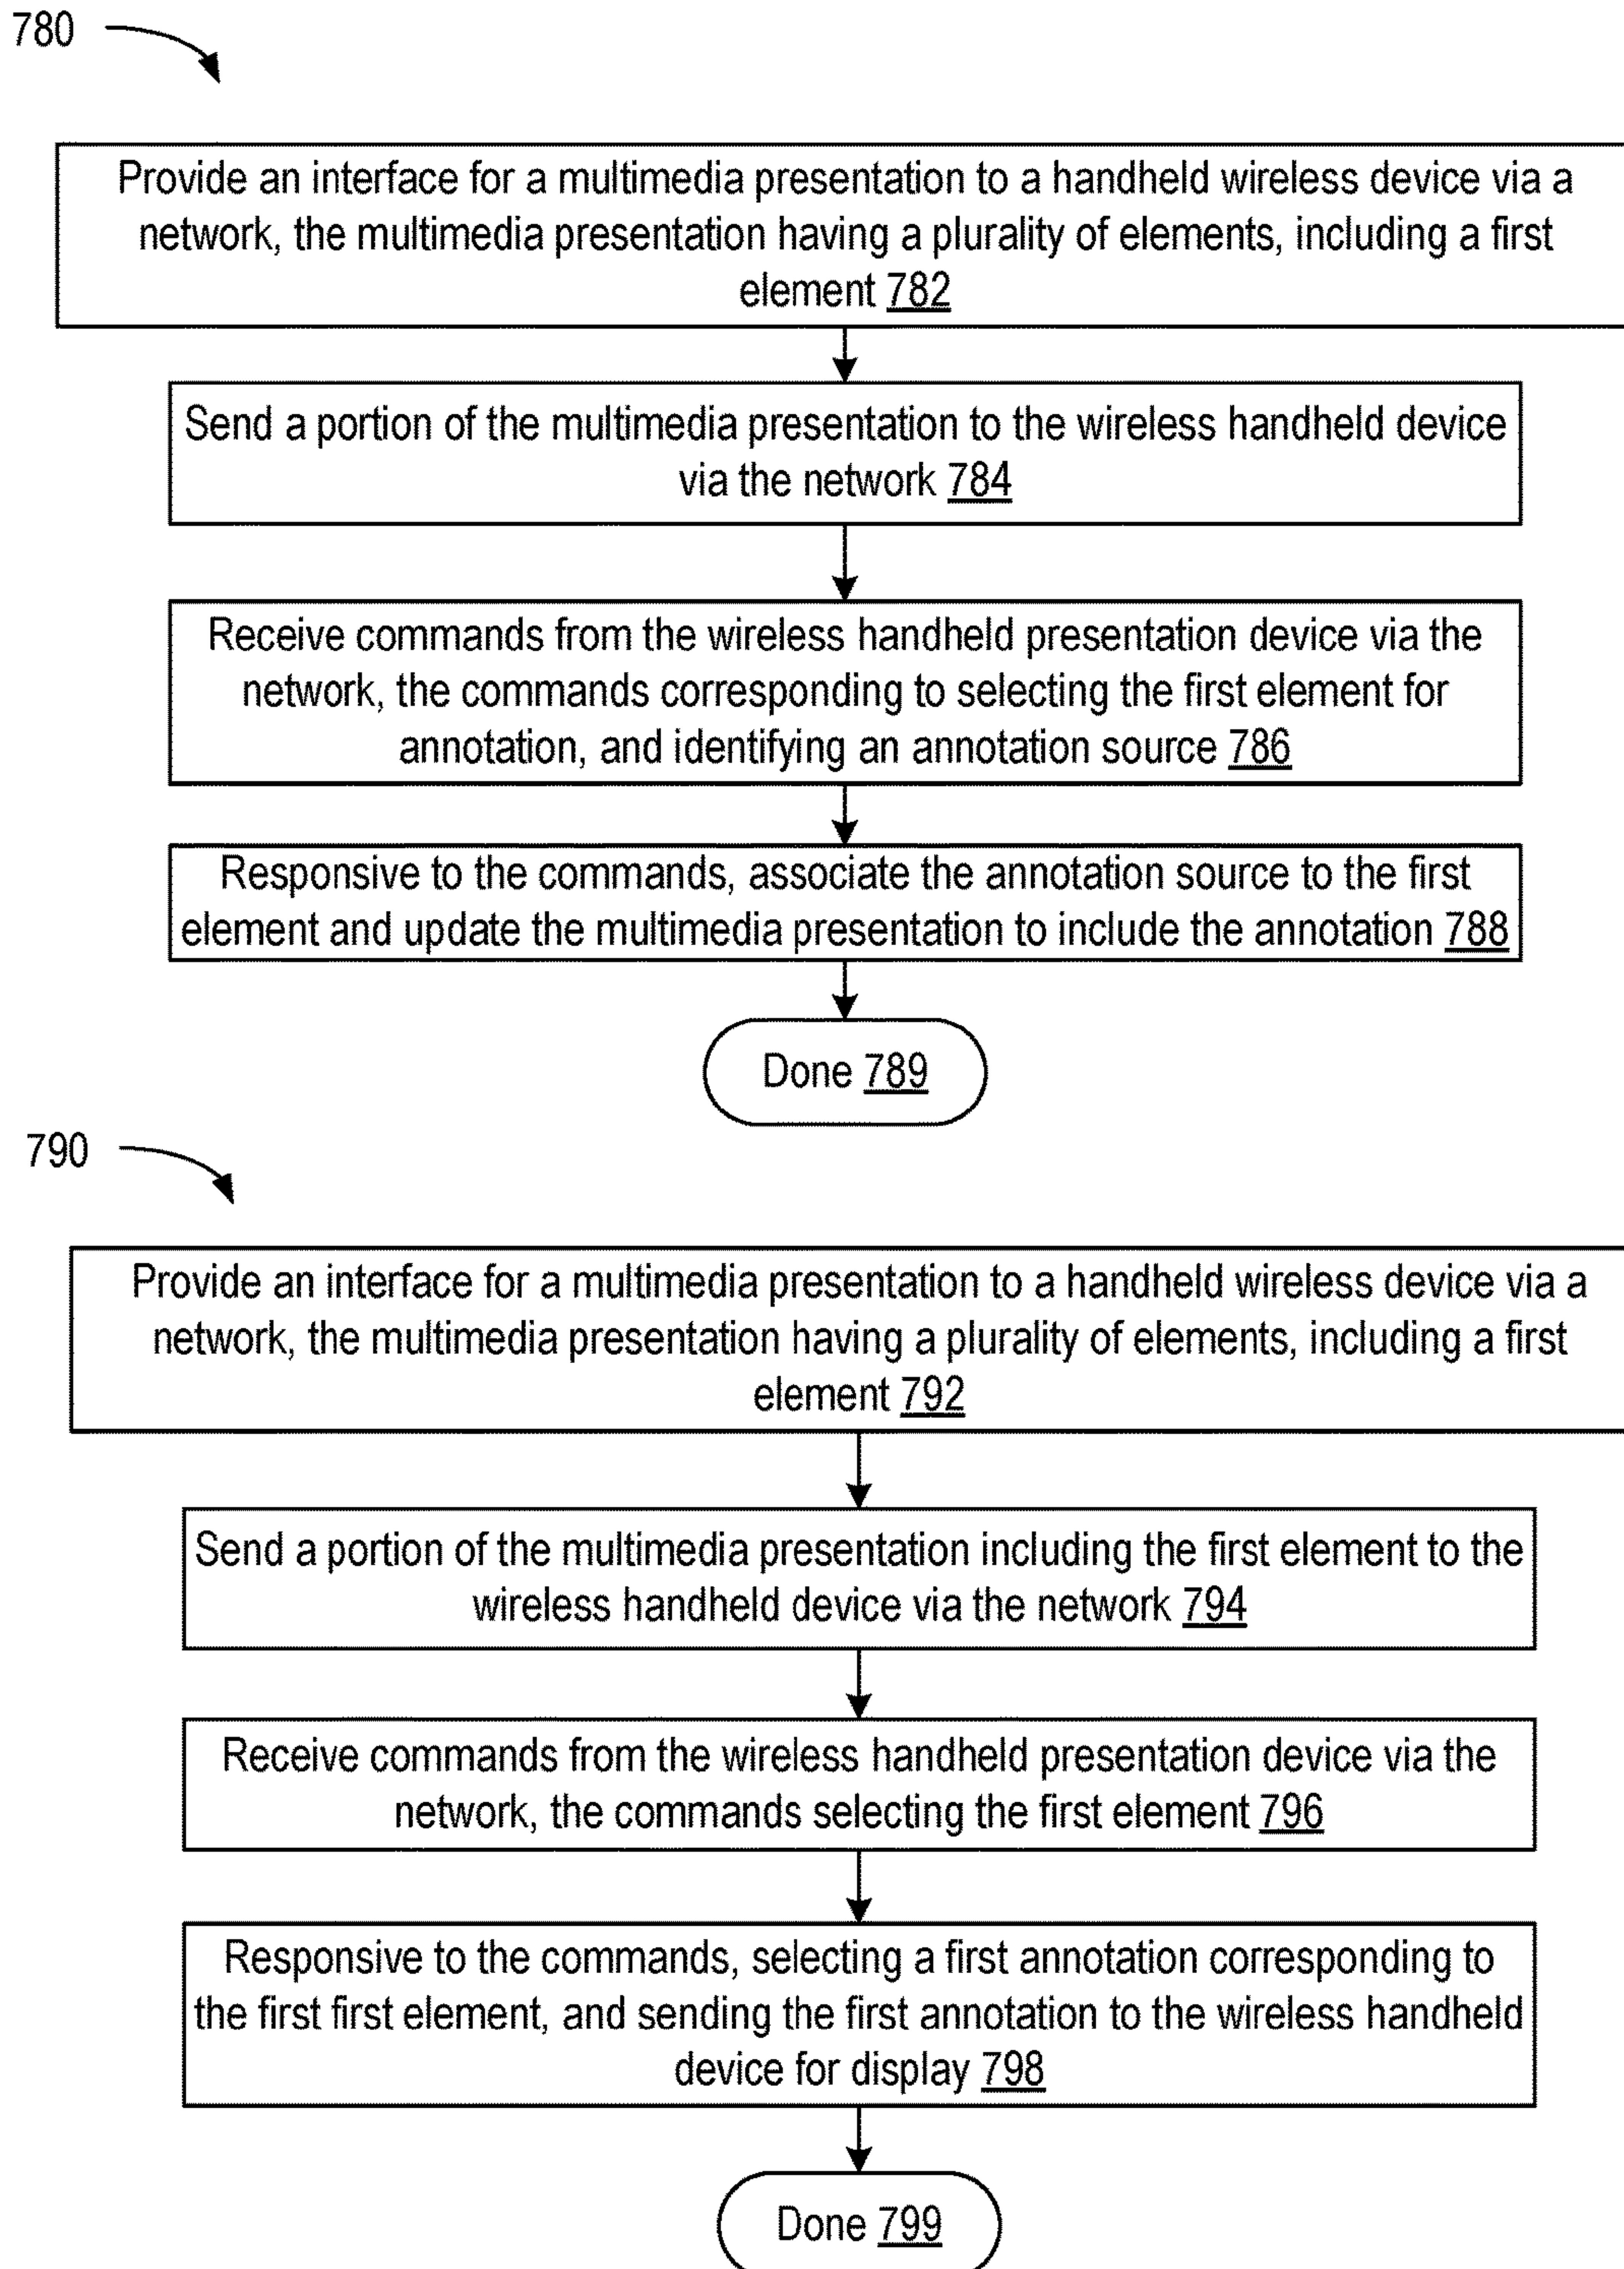 780
Provide an interface for a multimedia presentation to a handheld wireless device via a
network, the multimedia presentation having a plurality of elements, including a first
element 782
Send a portion of the multimedia presentation to the wireless handheld device
via the network 784
Receive commands from the wireless handheld presentation device via the
network, the commands corresponding to selecting the first element for
annotation, and identifying an annotation source 786
Responsive to the commands, associate the annotation source to the first
element and update the multimedia presentation to include the annotation 788
Done 789
790
Provide an interface for a multimedia presentation to a handheld wireless device via a
network, the multimedia presentation having a plurality of elements, including a first
element 792
Send a portion of the multimedia presentation including the first element to the
wireless handheld device via the network 794
Receive commands from the wireless handheld presentation device via the
network, the commands selecting the first element 796
Responsive to the commands, selecting a first annotation corresponding to
the first first element, and sending the first annotation to the wireless handheld
device for display 798
Done 799